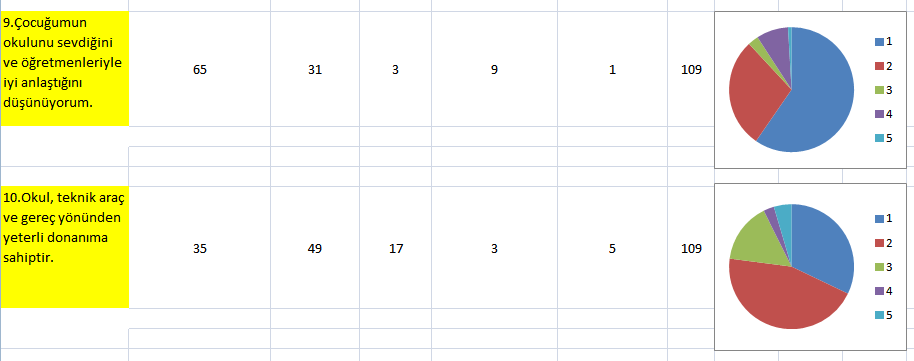 9.Çocuğumun
okulunu sevdiğini
ve öğretmenleriyle
iyi anlaştığını
düşünüyorum.
65 31 3 9 1 109
1
2
3
4
5
10.Okul, teknik araç
ve gereç yönünden
yeterli donanıma
sahiptir.
35 49 17 3 5 109
1
2
3
4
5